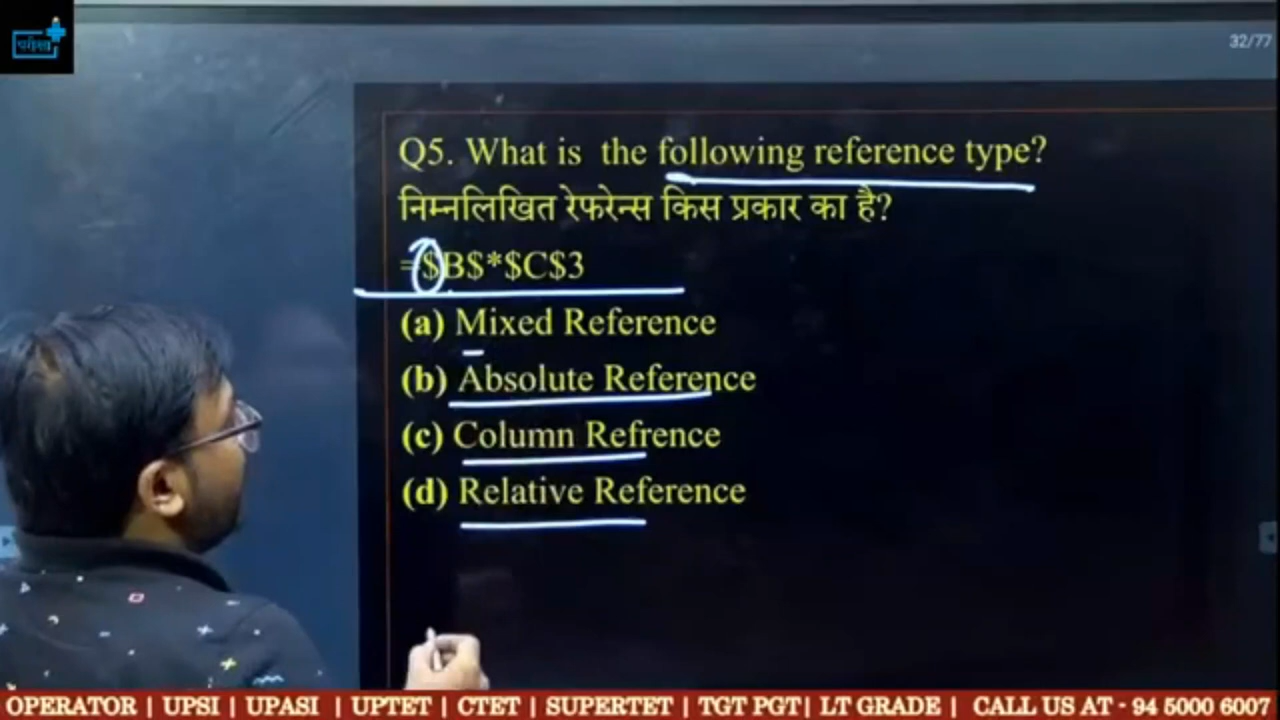 परीक्षा
32/77
Q5. What is the following reference type?
निम्नलिखित रेफरेन्स किस प्रकार का है?
=$B$*$C$3
(a) Mixed Reference
(b) Absolute Reference
(c) Column Refrence
(d) Relative Reference
OPERATOR | UPSI | UPASI | UPTET | CTET | SUPERTET | TGT PGT| LT GRADE | CALL US AT - 94 5000 6007